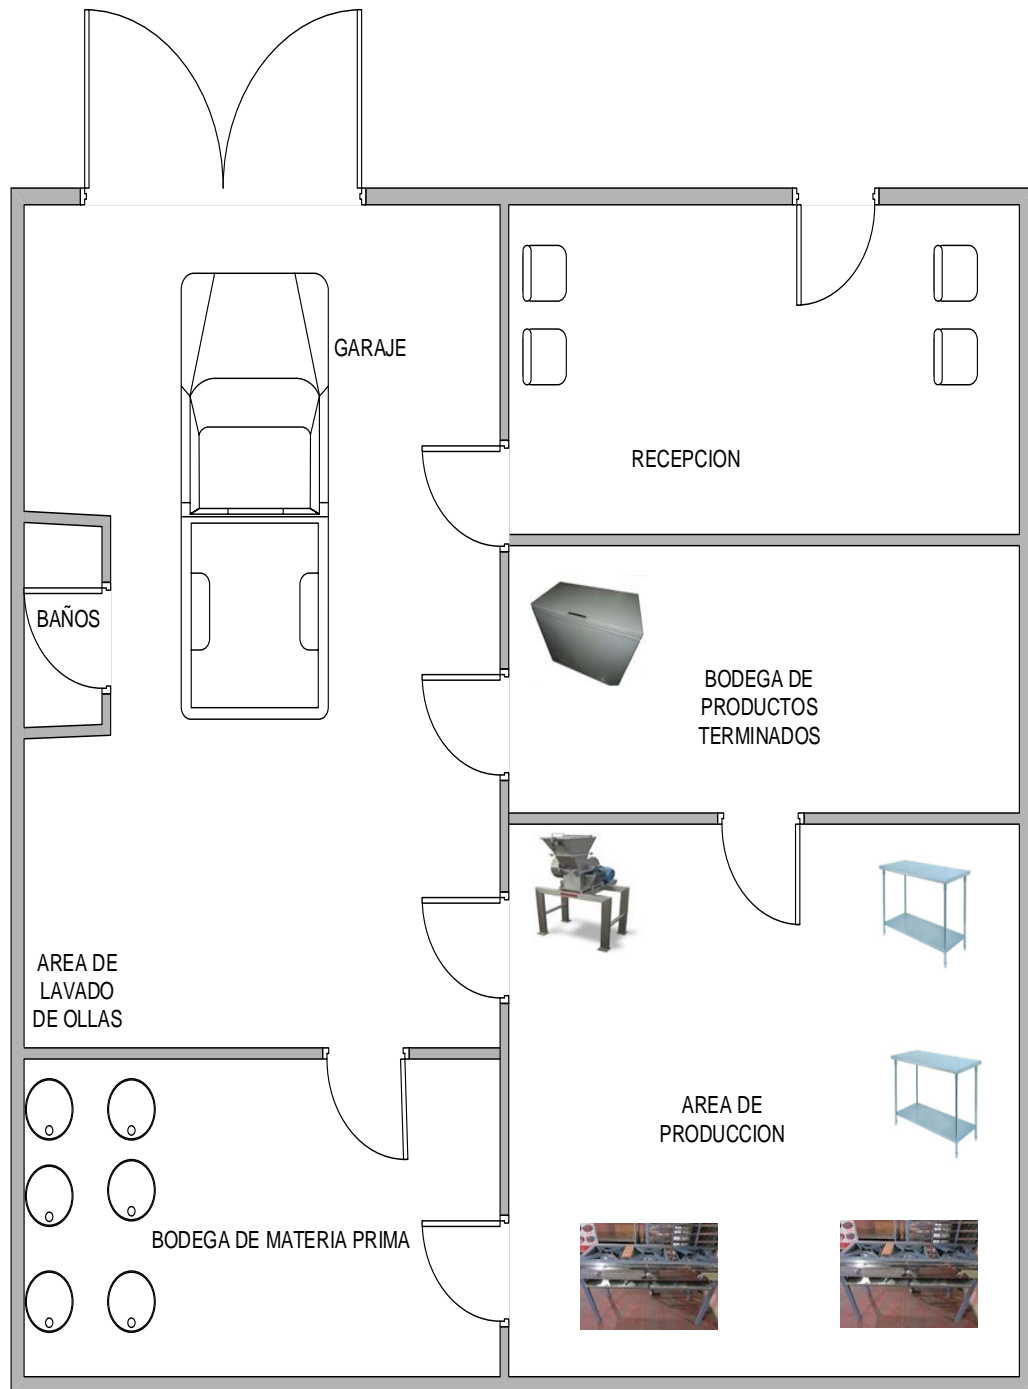 GARAJE
RECEPCION
BAÑOS
BODEGA DE
PRODUCTOS
TERMINADOS
AREA DE
LAVADO
DE OLLAS
AREA DE
PRODUCCION
BODEGA DE MATERIA PRIMA